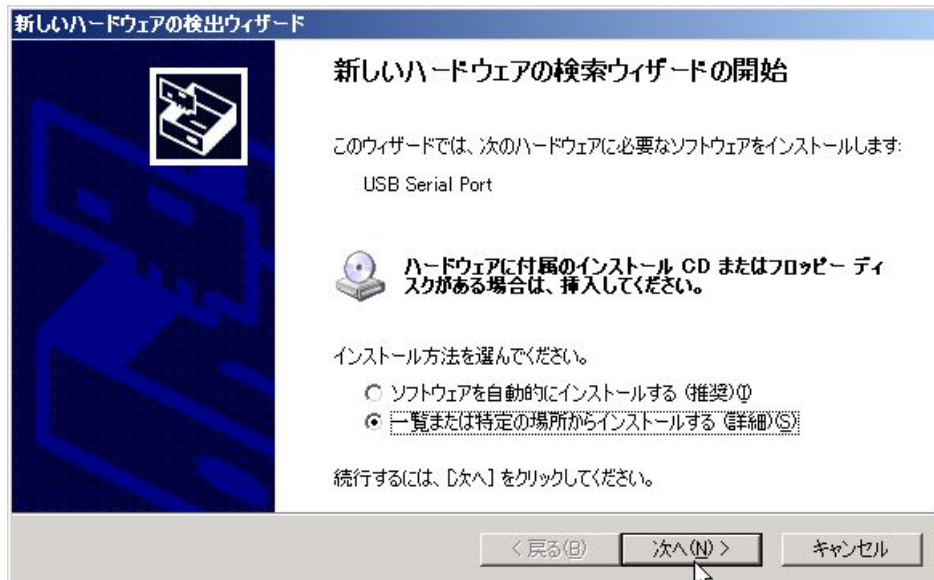 新しいハードウェアの検出ウィザード
新しいハードウェアの検索ウィザードの開始
このウィザードでは、次のハードウェアに必要なソフトウェアをインストールします:
USB Serial Port
ハードウェアに付属のインストール CD またはフロッピー ディ
スクがある場合は、挿入してください。
インストール方法を選んでください。
ソフトウェアを自動的にインストールする (推奨)(I)
一覧または特定の場所からインストールする (詳細)(S)
続行するには、[次へ] をクリックしてください。
< 戻る(B) 次へ(N) > キャンセル